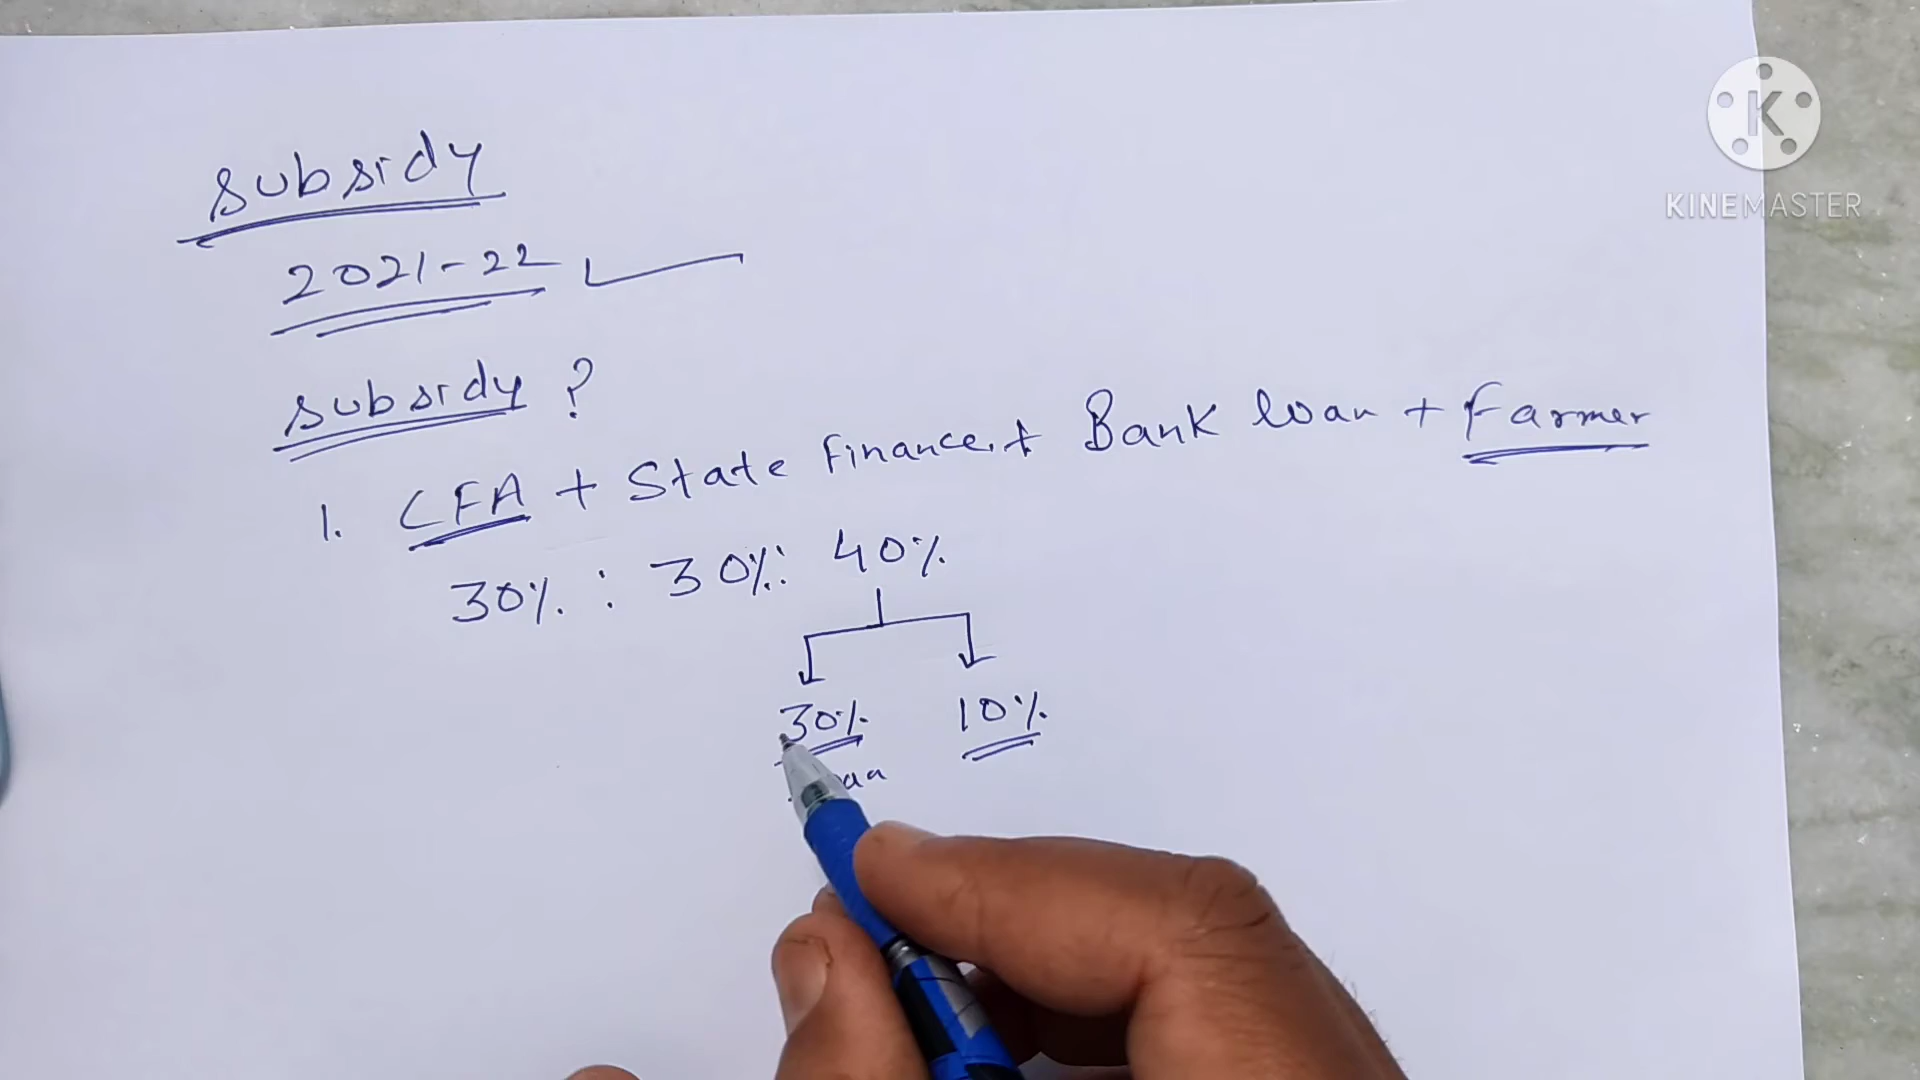 subsidy
2021-22
subsidy ?
1. CFA + State Finance + Bank loan + Farmer
30% : 30% : 40%
30% 10%
K
KINEMASTER